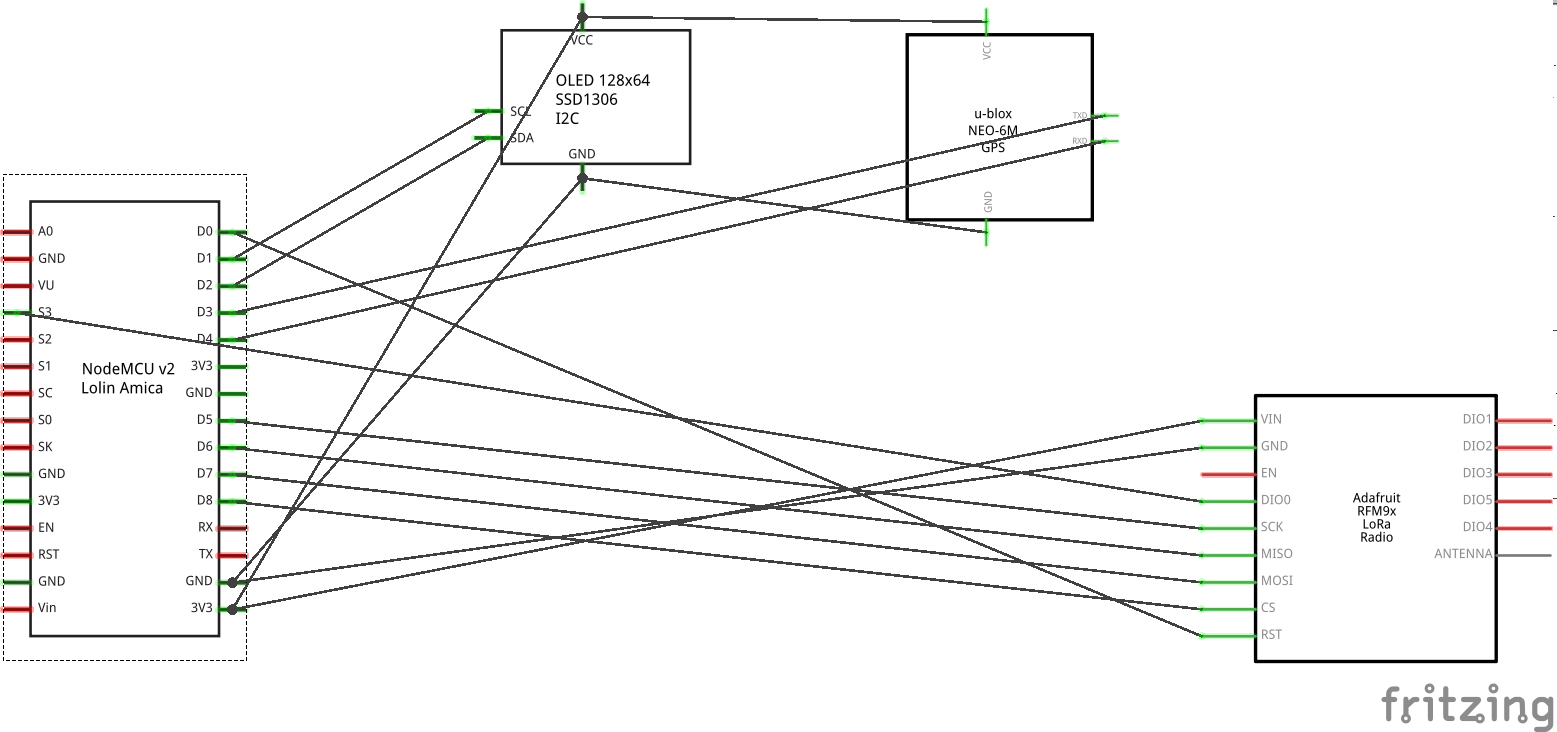 VCC
OLED 128x64
SSD1306
I2C
SCL
SDA
GND
VCC
u-blox
NEO-6M
GPS
TXD
RXD
GND
NodeMCU v2
Lolin Amica
A0
GND
VU
S3
S2
S1
SC
S0
SK
GND
3V3
EN
RST
GND
Vin
D0
D1
D2
D3
D4
3V3
GND
D5
D6
D7
D8
RX
TX
GND
3V3
Adafruit
RFM9x
LoRa
Radio
VIN
GND
EN
DIO0
SCK
MISO
MOSI
CS
RST
DIO1
DIO2
DIO3
DIO5
DIO4
ANTENNA
fritzing